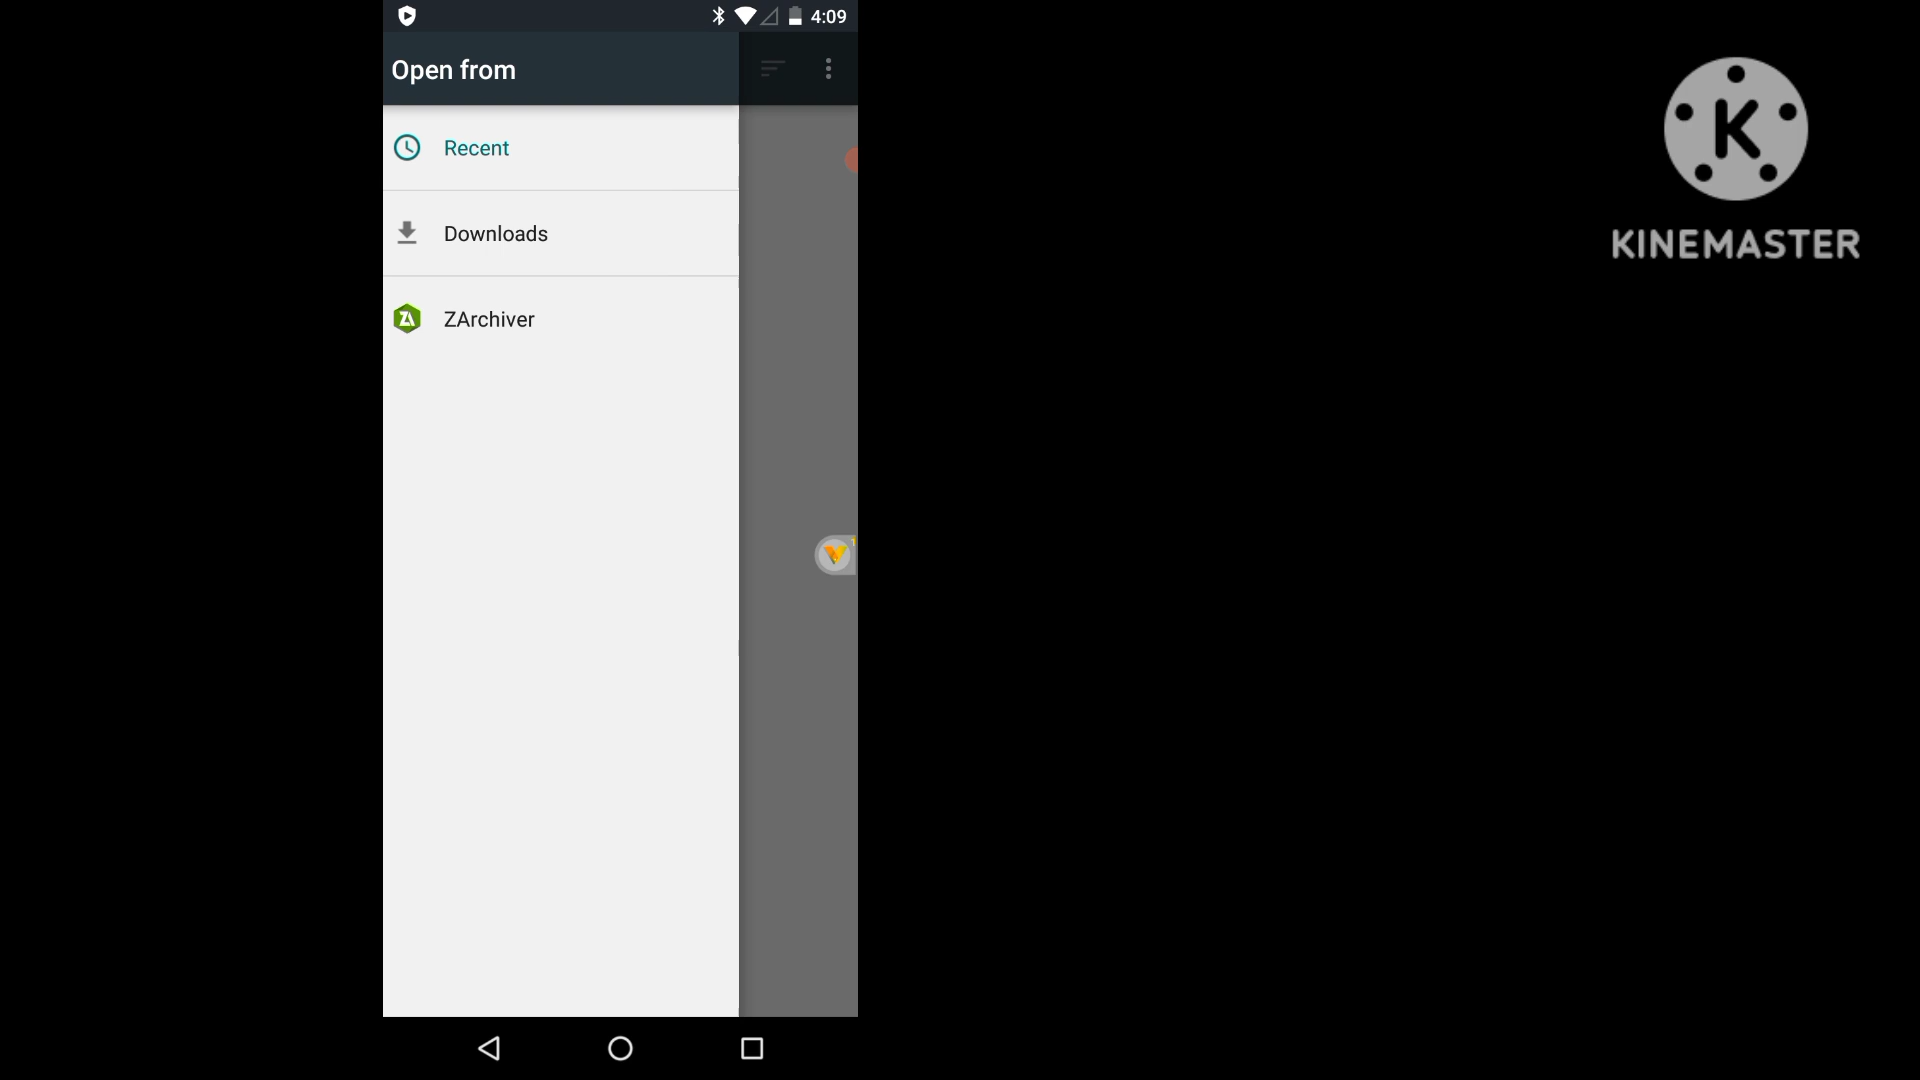 4:09
Open from
Recent
Downloads
ZArchiver
K
KINEMASTER